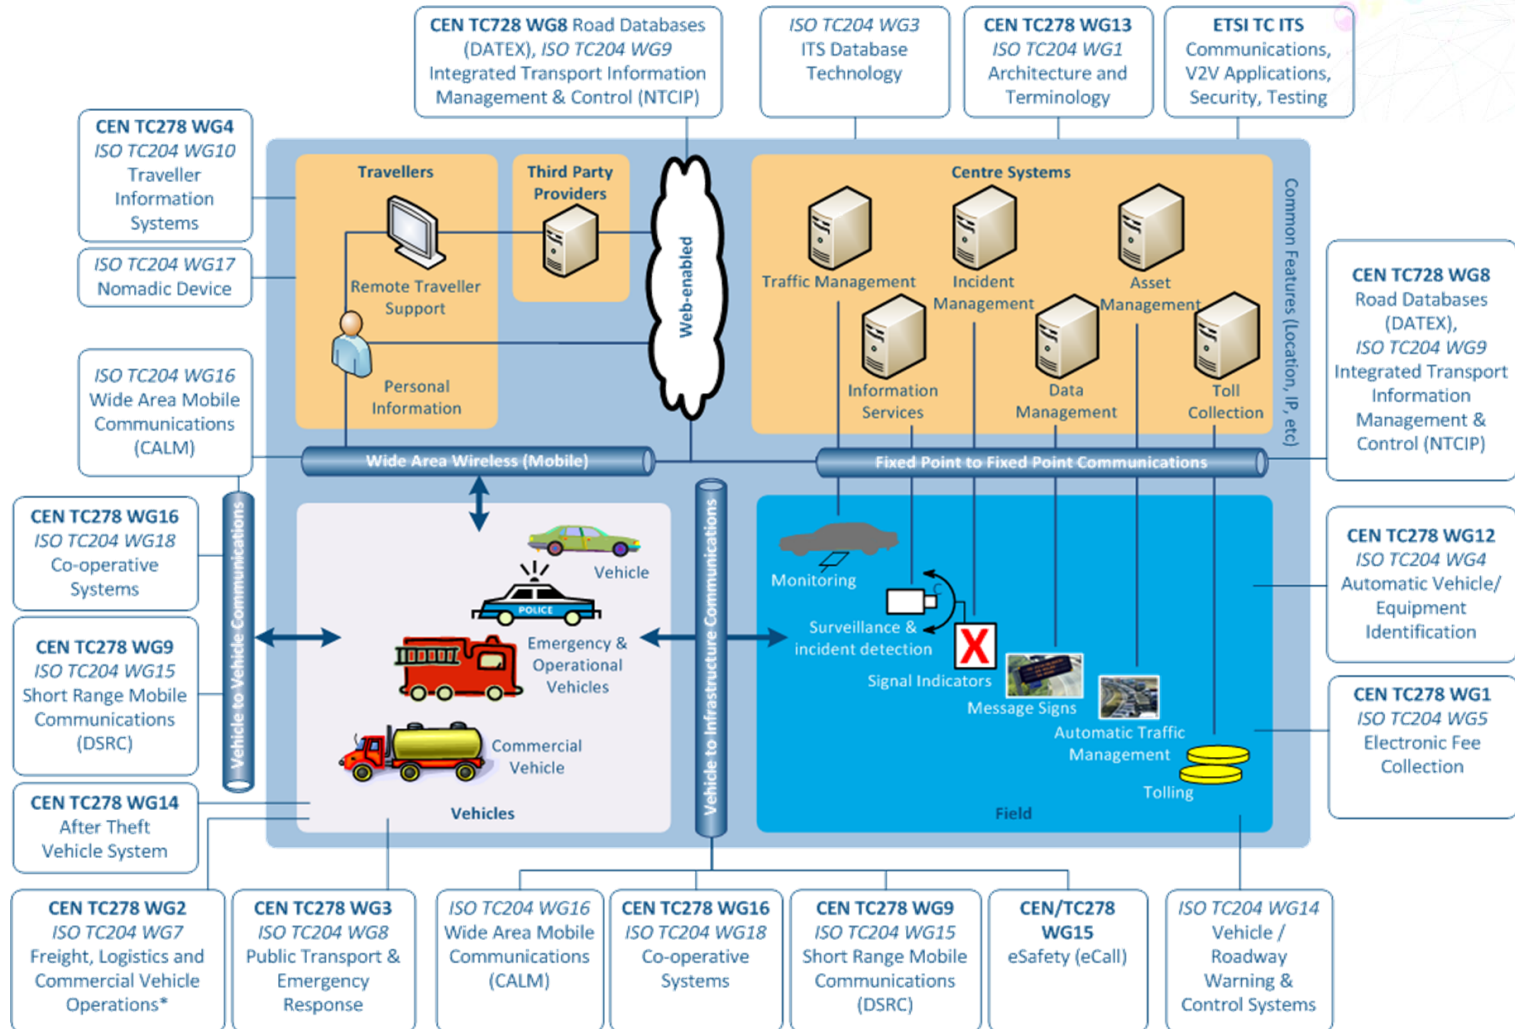 CEN TC728 WG8 Road Databases
(DATEX), ISO TC204 WG9
Integrated Transport Information
Management & Control (NTCIP)
ISO TC204 WG3
ITS Database
Technology
CEN TC278 WG13
ISO TC204 WG1
Architecture and
Terminology
ETSI TC ITS
Communications,
V2V Applications,
Security, Testing
CEN TC278 WG4
ISO TC204 WG10
Traveller
Information
Systems
ISO TC204 WG17
Nomadic Device
ISO TC204 WG16
Wide Area Mobile
Communications
(CALM)
CEN TC278 WG16
ISO TC204 WG18
Co-operative
Systems
CEN TC278 WG9
ISO TC204 WG15
Short Range Mobile
Communications
(DSRC)
CEN TC278 WG14
After Theft
Vehicle System
Travellers
Remote Traveller
Support
Personal
Information
Third Party
Providers
Web-enabled
Centre Systems
Traffic Management
Incident
Management
Asset
Management
Information
Services
Data
Management
Toll
Collection
Common Features (Location, IP, etc)
Wide Area Wireless (Mobile)
Fixed Point to Fixed Point Communications
Vehicle to Vehicle Communications
Vehicle
POLICE
Emergency &
Operational
Vehicles
Commercial
Vehicle
Vehicles
Vehicle to Infrastructure Communications
Monitoring
Surveillance &
incident detection
Signal Indicators
X
Message Signs
Automatic Traffic
Management
Tolling
Field
CEN TC728 WG8
Road Databases
(DATEX),
ISO TC204 WG9
Integrated Transport
Information
Management &
Control (NTCIP)
CEN TC278 WG12
ISO TC204 WG4
Automatic Vehicle/
Equipment
Identification
CEN TC278 WG1
ISO TC204 WG5
Electronic Fee
Collection
CEN TC278 WG2
ISO TC204 WG7
Freight, Logistics and
Commercial Vehicle
Operations*
CEN TC278 WG3
ISO TC204 WG8
Public Transport &
Emergency
Response
ISO TC204 WG16
Wide Area Mobile
Communications
(CALM)
CEN TC278 WG16
ISO TC204 WG18
Co-operative
Systems
CEN TC278 WG9
ISO TC204 WG15
Short Range Mobile
Communications
(DSRC)
CEN/TC278
WG15
eSafety (eCall)
ISO TC204 WG14
Vehicle /
Roadway
Warning &
Control Systems